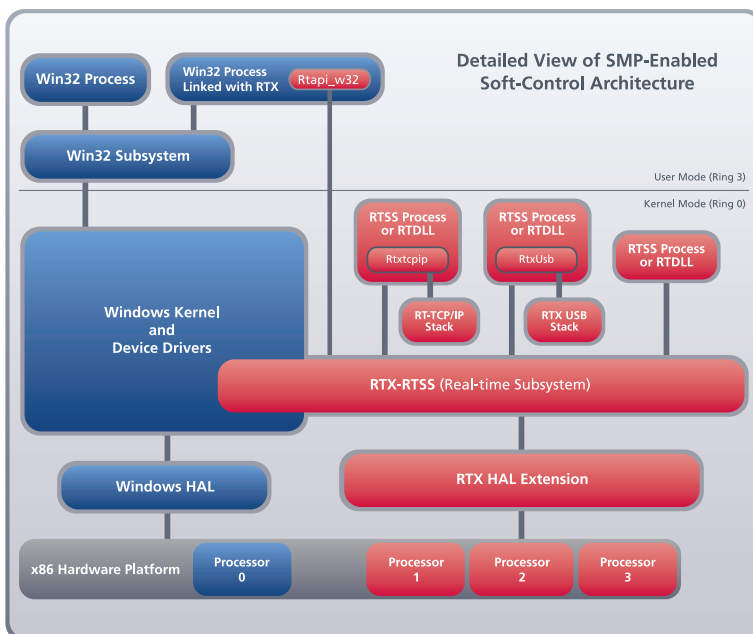 Detailed View of SMP-Enabled
Soft-Control Architecture
Win32 Process
Win32 Process
Linked with RTX
Rtapi_w32
Win32 Subsystem
User Mode (Ring 3)
Kernel Mode (Ring 0)
RTSS Process
or RTDLL
Rtxtcpip
RTSS Process
or RTDLL
RtxUsb
RTSS Process
or RTDLL
RT-TCP/IP
Stack
RTX USB
Stack
Windows Kernel
and
Device Drivers
RTX-RTSS (Real-time Subsystem)
Windows HAL
RTX HAL Extension
x86 Hardware Platform
Processor
0
Processor
1
Processor
2
Processor
3